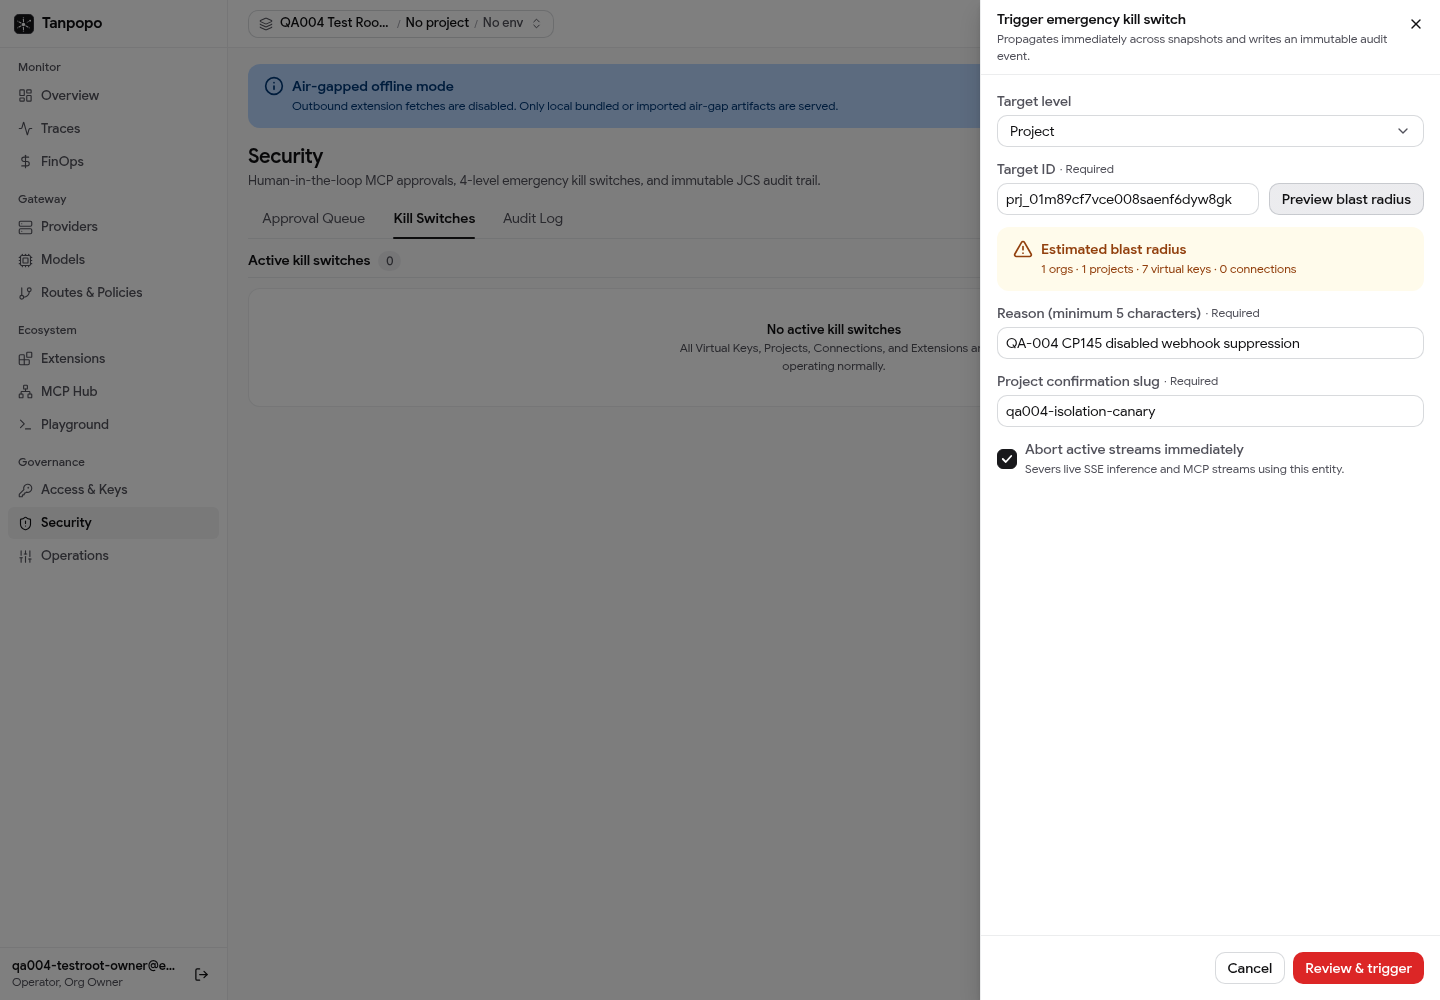 Tanpopo
Monitor
Overview
Traces
FinOps
Gateway
Providers
Models
Routes & Policies
Ecosystem
Extensions
MCP Hub
Playground
Governance
Access & Keys
Security
Operations
qa004-testroot-owner@e...
Operator, Org Owner
QA004 Test Roo... / No project / No env
Air-gapped offline mode
Outbound extension fetches are disabled. Only local bundled or imported air-gap artifacts are served.
Security
Human-in-the-loop MCP approvals, 4-level emergency kill switches, and immutable JCS audit trail.
Approval Queue Kill Switches Audit Log
Active kill switches 0
No active kill switches
All Virtual Keys, Projects, Connections, and Extensions
operating normally.
Trigger emergency kill switch
Propagates immediately across snapshots and writes an immutable audit
event.
Target level
Project
Target ID · Required
prj_01m89cf7vce008saenf6dyw8gk Preview blast radius
Estimated blast radius
1 orgs · 1 projects · 7 virtual keys · 0 connections
Reason (minimum 5 characters) · Required
QA-004 CP145 disabled webhook suppression
Project confirmation slug · Required
qa004-isolation-canary
Abort active streams immediately
Severs live SSE inference and MCP streams using this entity.
Cancel Review & trigger